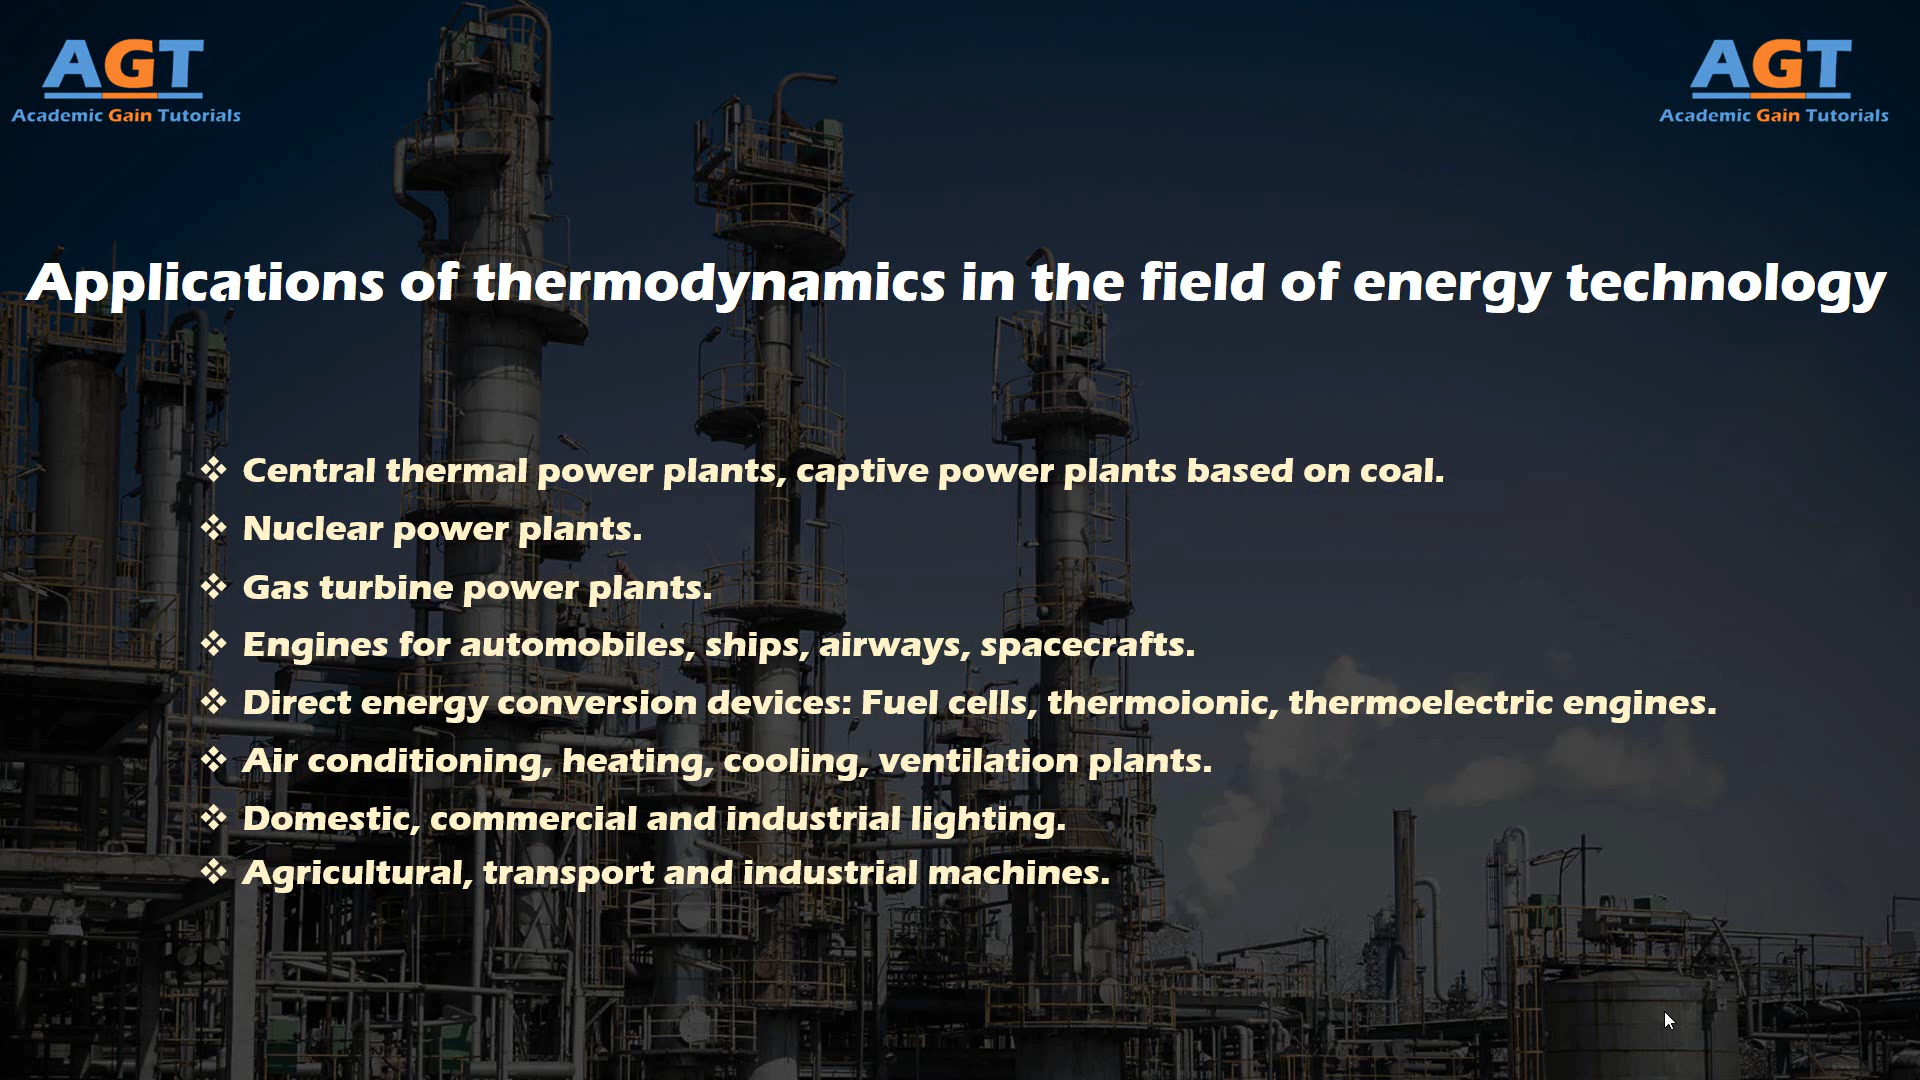 AGT
Academic Gain Tutorials
AGT
Academic Gain Tutorials
Applications of thermodynamics in the field of energy technology
❖ Central thermal power plants, captive power plants based on coal.
❖ Nuclear power plants.
❖ Gas turbine power plants.
❖ Engines for automobiles, ships, airways, spacecrafts.
❖ Direct energy conversion devices: Fuel cells, thermoionic, thermoelectric engines.
❖ Air conditioning, heating, cooling, ventilation plants.
❖ Domestic, commercial and industrial lighting.
❖ Agricultural, transport and industrial machines.